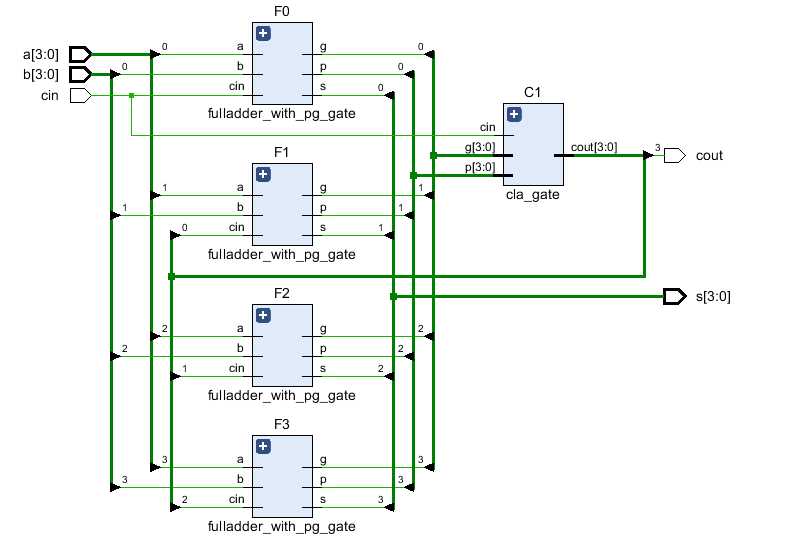 F0
a[3:0] 0 a g 0
b[3:0] 0 b p 0
cin cin s 0
fulladder_with_pg_gate
C1
cin
g[3:0] cout[3:0] 3 cout
p[3:0]
cla_gate
F1
1 a g 1
1 b p 1
0 cin s 1
fulladder_with_pg_gate
s[3:0]
F2
2 a g 2
2 b p 2
1 cin s 2
fulladder_with_pg_gate
F3
3 a g 3
3 b p 3
2 cin s 3
fulladder_with_pg_gate